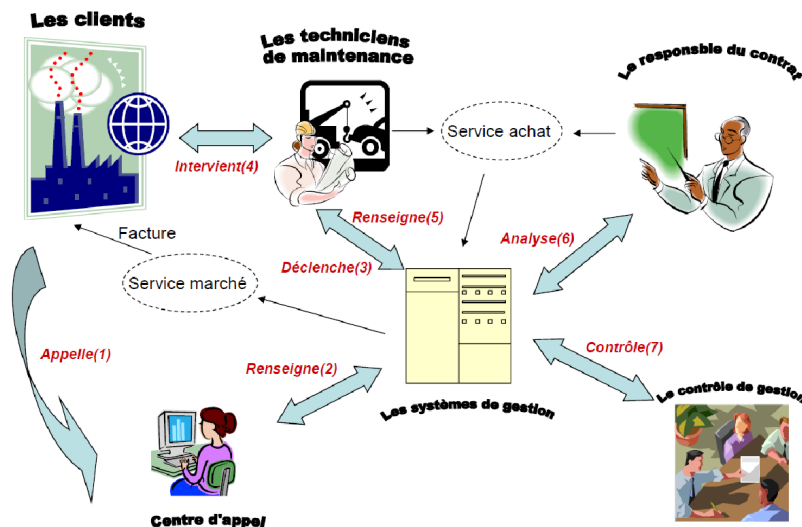 Les clients
Les techniciens
de maintenance
Le responsble du contrat
Service achat
Intervient(4)
Renseigne(5)
Analyse(6)
Facture
Déclenche(3)
Service marché
Appelle(1)
Renseigne(2)
Contrôle(7)
Les systèmes de gestion
Le contrôle de gestion
Centre d'appel